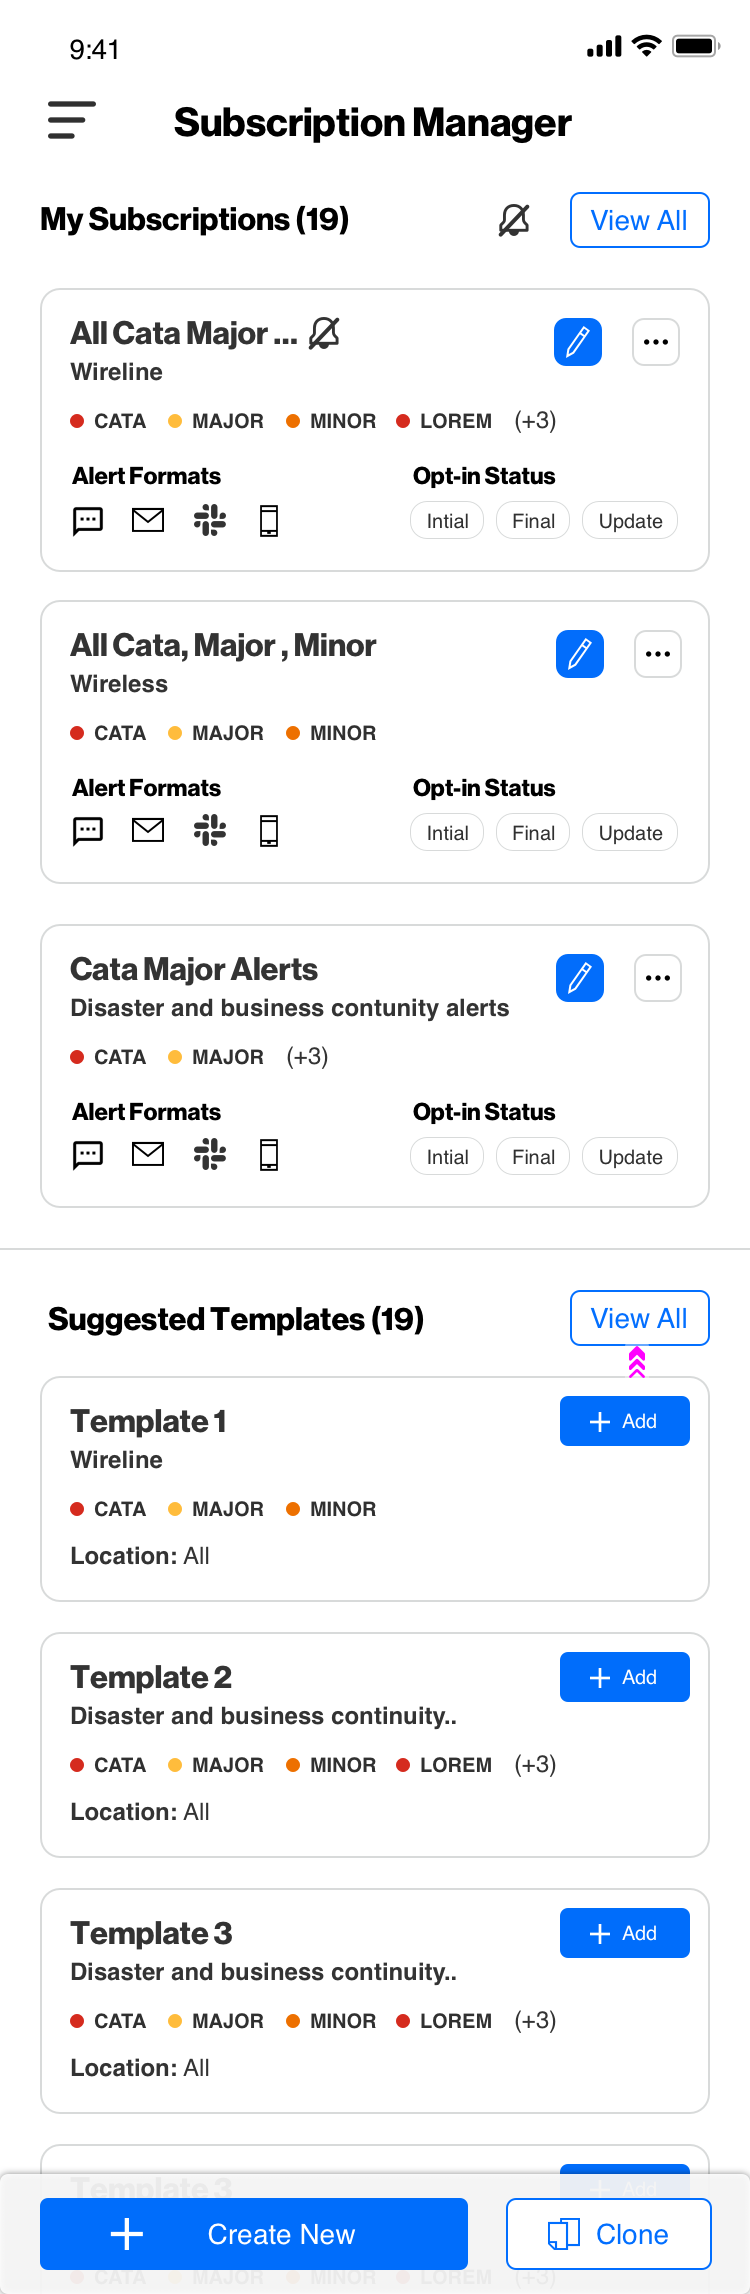 9:41
Subscription Manager
My Subscriptions (19)
View All
All Cata Major ...
Wireline
CATA MAJOR MINOR LOREM (+3)
Alert Formats Opt-in Status
Intial Final Update
All Cata, Major , Minor
Wireless
CATA MAJOR MINOR
Alert Formats Opt-in Status
Intial Final Update
Cata Major Alerts
Disaster and business contunity alerts
CATA MAJOR (+3)
Alert Formats Opt-in Status
Intial Final Update
Suggested Templates (19)
View All
Template 1
Add
Wireline
CATA MAJOR MINOR
Location: All
Template 2
Add
Disaster and business continuity..
CATA MAJOR MINOR LOREM (+3)
Location: All
Template 3
Add
Disaster and business continuity..
CATA MAJOR MINOR LOREM (+3)
Location: All
Template 3
Add
Create New
Clone
CATA MAJOR MINOR LOREM (+3)